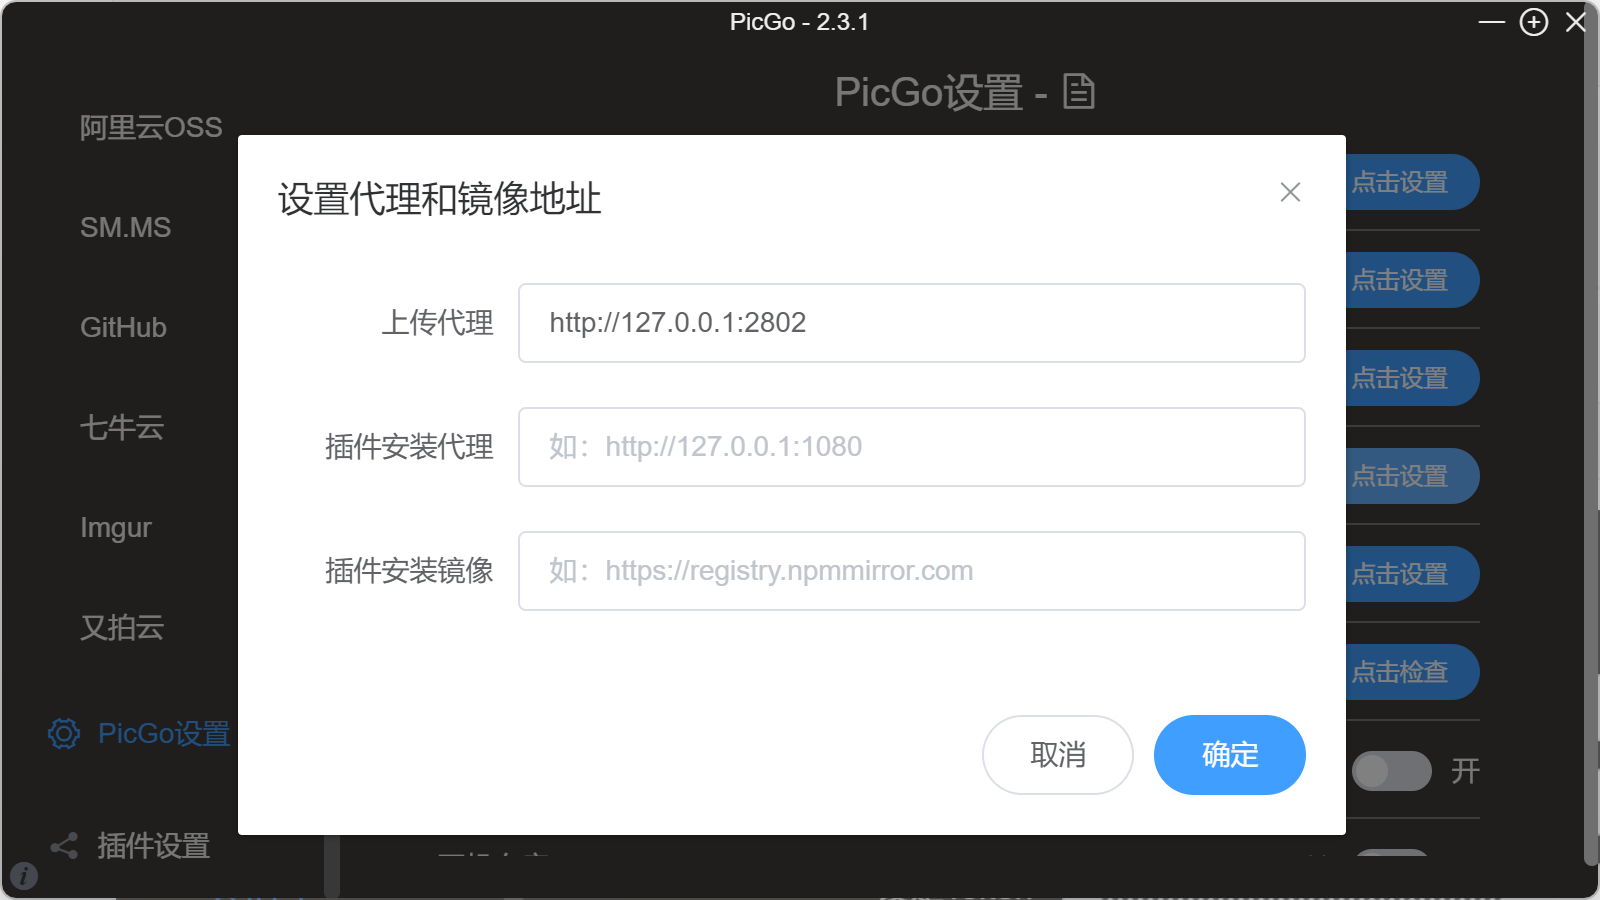 PicGo - 2.3.1
PicGo设置 -
阿里云OSS
SM.MS
GitHub
七牛云
Imgur
又拍云
PicGo设置
插件设置
设置代理和镜像地址
上传代理
http://127.0.0.1:2802
插件安装代理
如：http://127.0.0.1:1080
插件安装镜像
如：https://registry.npmmirror.com
取消
确定
点击设置
点击设置
点击设置
点击设置
点击设置
点击检查
开